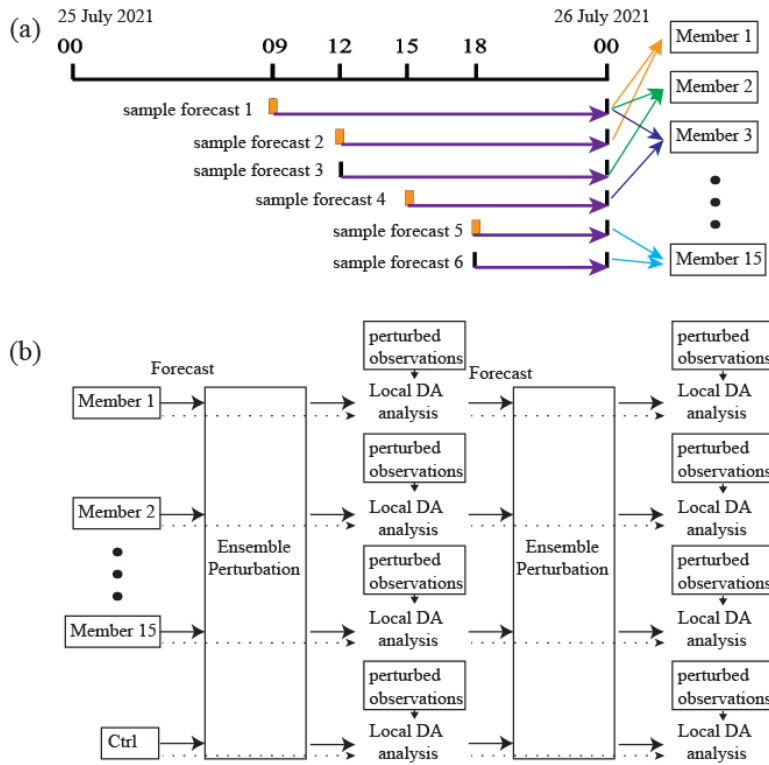 (a)
25 July 2021
26 July 2021
00 09 12 15 18 00
sample forecast 1
sample forecast 2
sample forecast 3
sample forecast 4
sample forecast 5
sample forecast 6
Member 1
Member 2
Member 3
Member 15
(b)
perturbed
observations
perturbed
observations
Forecast
Forecast
Member 1
Local DA
analysis
Local DA
analysis
perturbed
observations
perturbed
observations
Member 2
Local DA
analysis
Local DA
analysis
Ensemble
Perturbation
Ensemble
Perturbation
perturbed
observations
perturbed
observations
Member 15
Local DA
analysis
Local DA
analysis
perturbed
observations
perturbed
observations
Ctrl
Local DA
analysis
Local DA
analysis